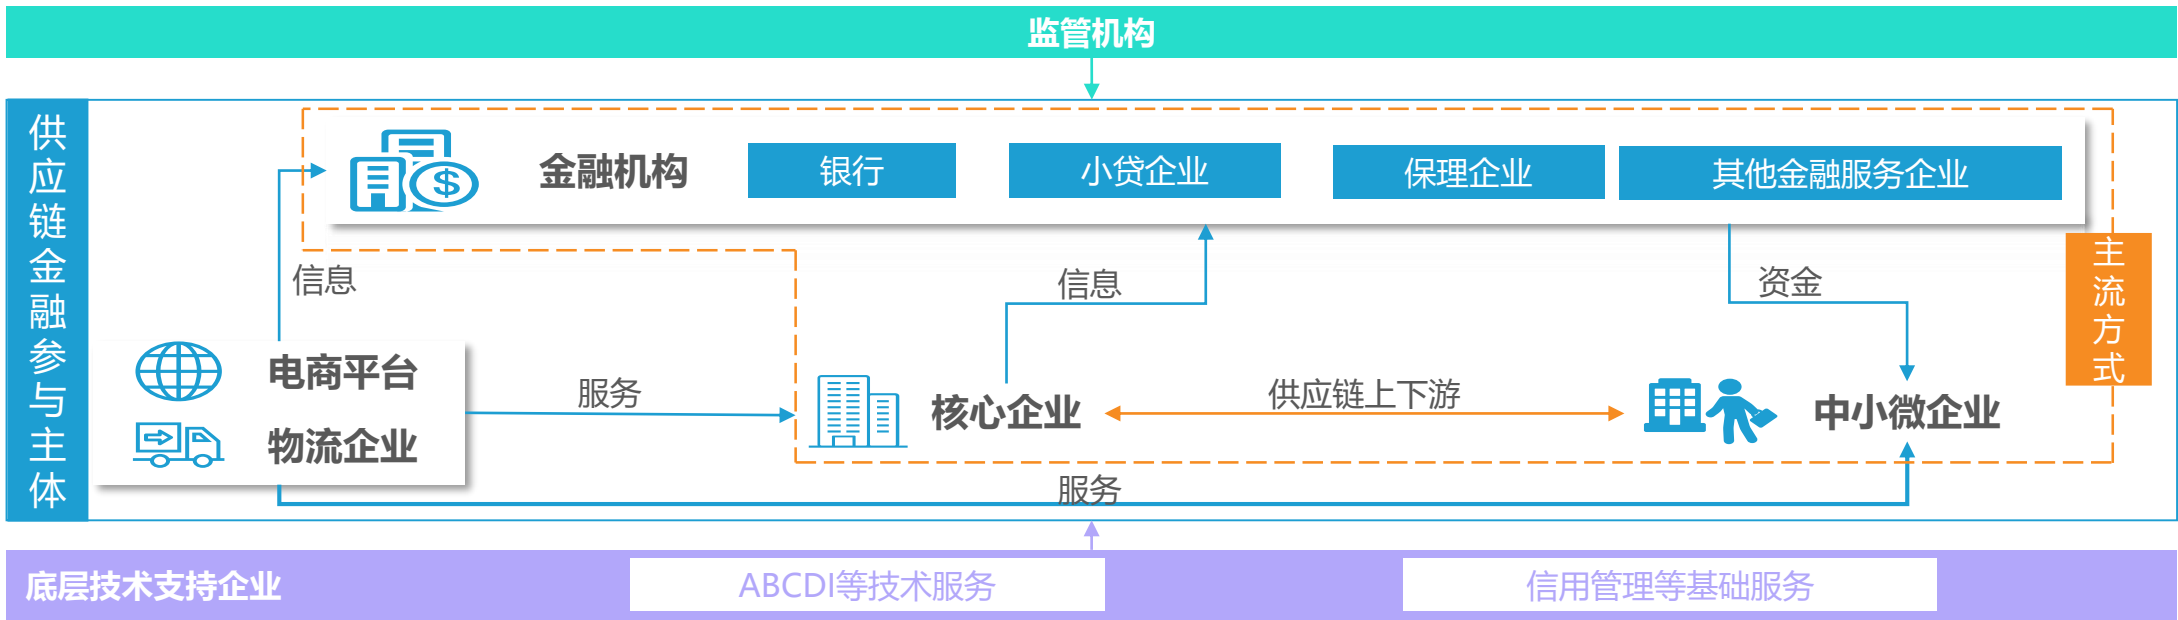 监管机构
供应链金融参与主体
金融机构
银行
小贷企业
保理企业
其他金融服务企业
主流方式
信息
信息
资金
电商平台
物流企业
服务
核心企业
供应链上下游
中小微企业
服务
底层技术支持企业
ABCDI等技术服务
信用管理等基础服务